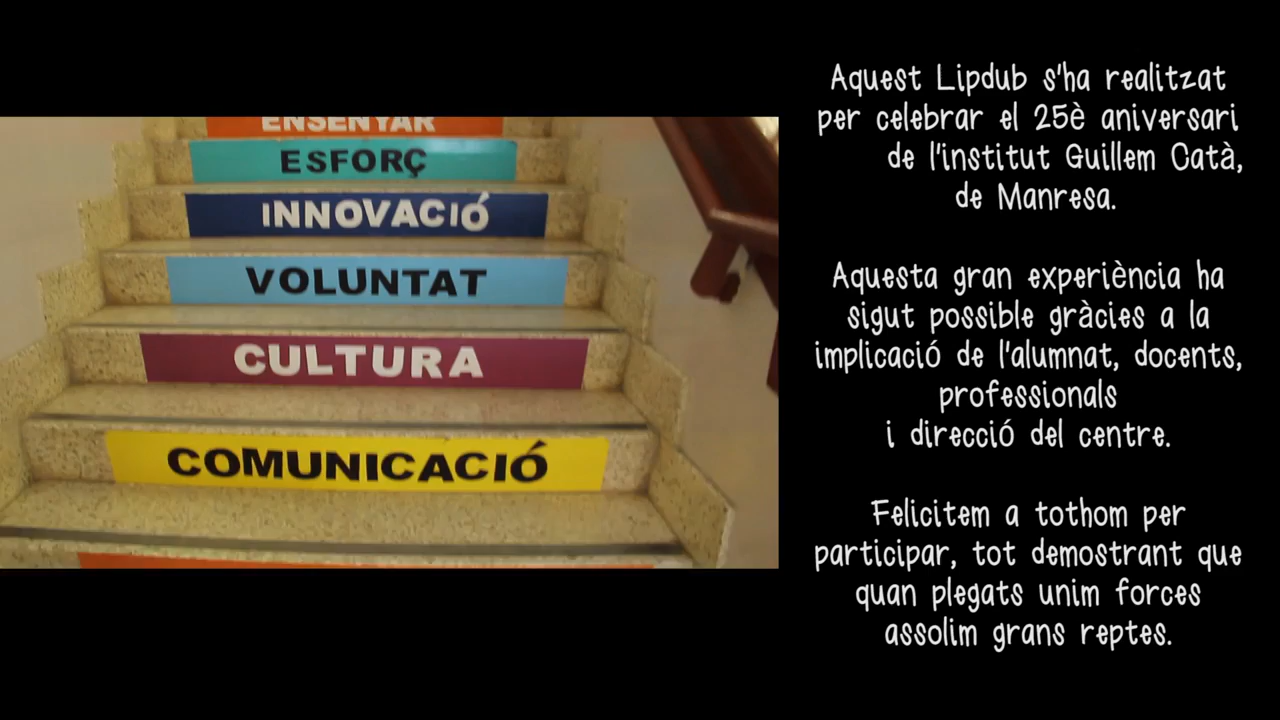 ENSENYAR
ESFORÇ
INNOVACIÓ
VOLUNTAT
CULTURA
COMUNICACIÓ
Aquest Lipdub s'ha realitzat
per celebrar el 25è aniversari
de l'institut Guillem Catà,
de Manresa.
Aquesta gran experiència ha
sigut possible gràcies a la
implicació de l'alumnat, docents,
professionals
i direcció del centre.
Felicitem a tothom per
participar, tot demostrant que
quan plegats unim forces
assolim grans reptes.